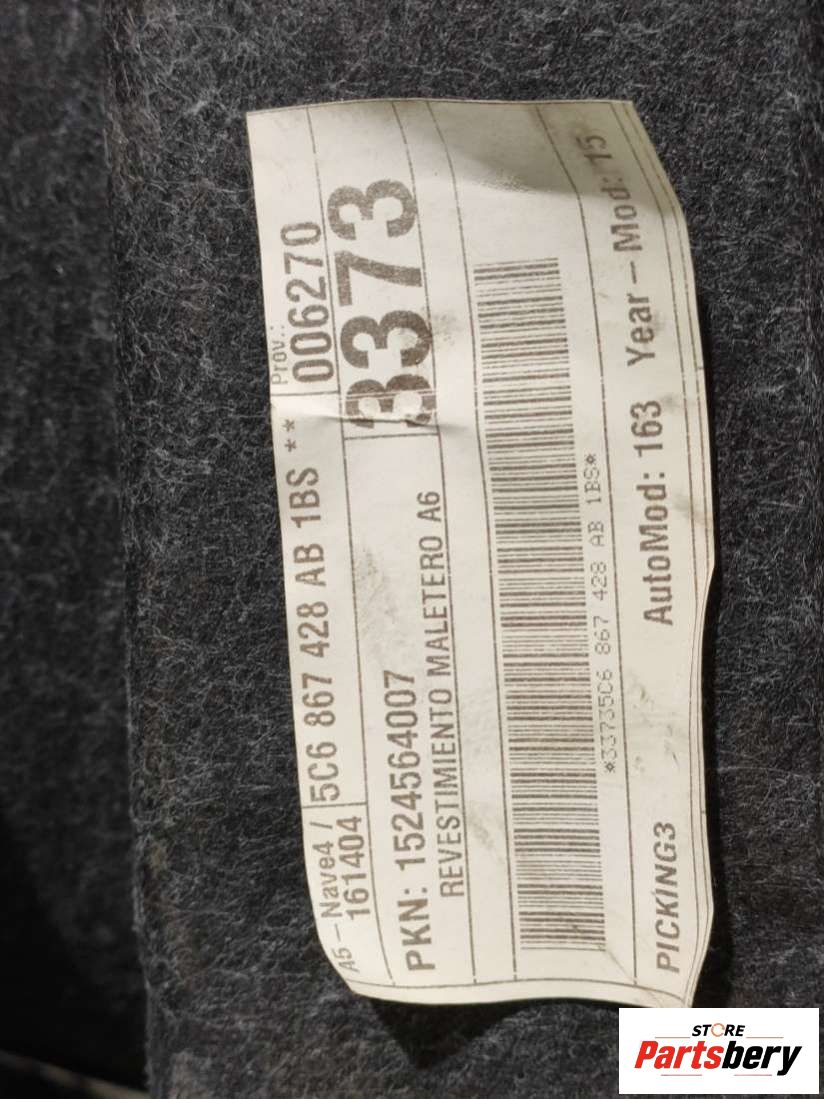 A5-Nave4 /
161404
5C6 867 428 AB 1BS **
Prov.:
006270
PKN: 1524564007
3373
REVESTIMIENTO MALETERO A6
*33735C6 867 428 AB 1BS*
AutoMod: 163 Year-Mod: 15
PICKING3
STORE
Partsbery